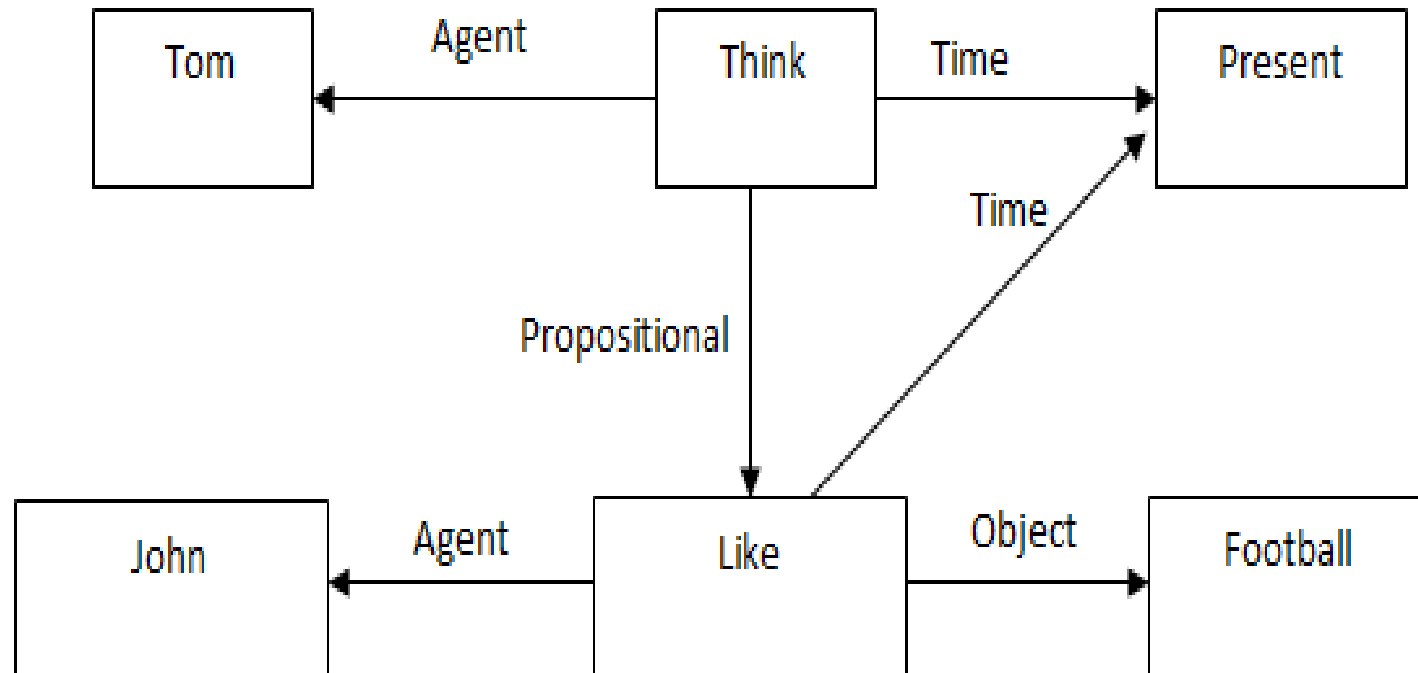 Tom
Agent
Think
Time
Present
Time
Propositional
John
Agent
Like
Object
Football